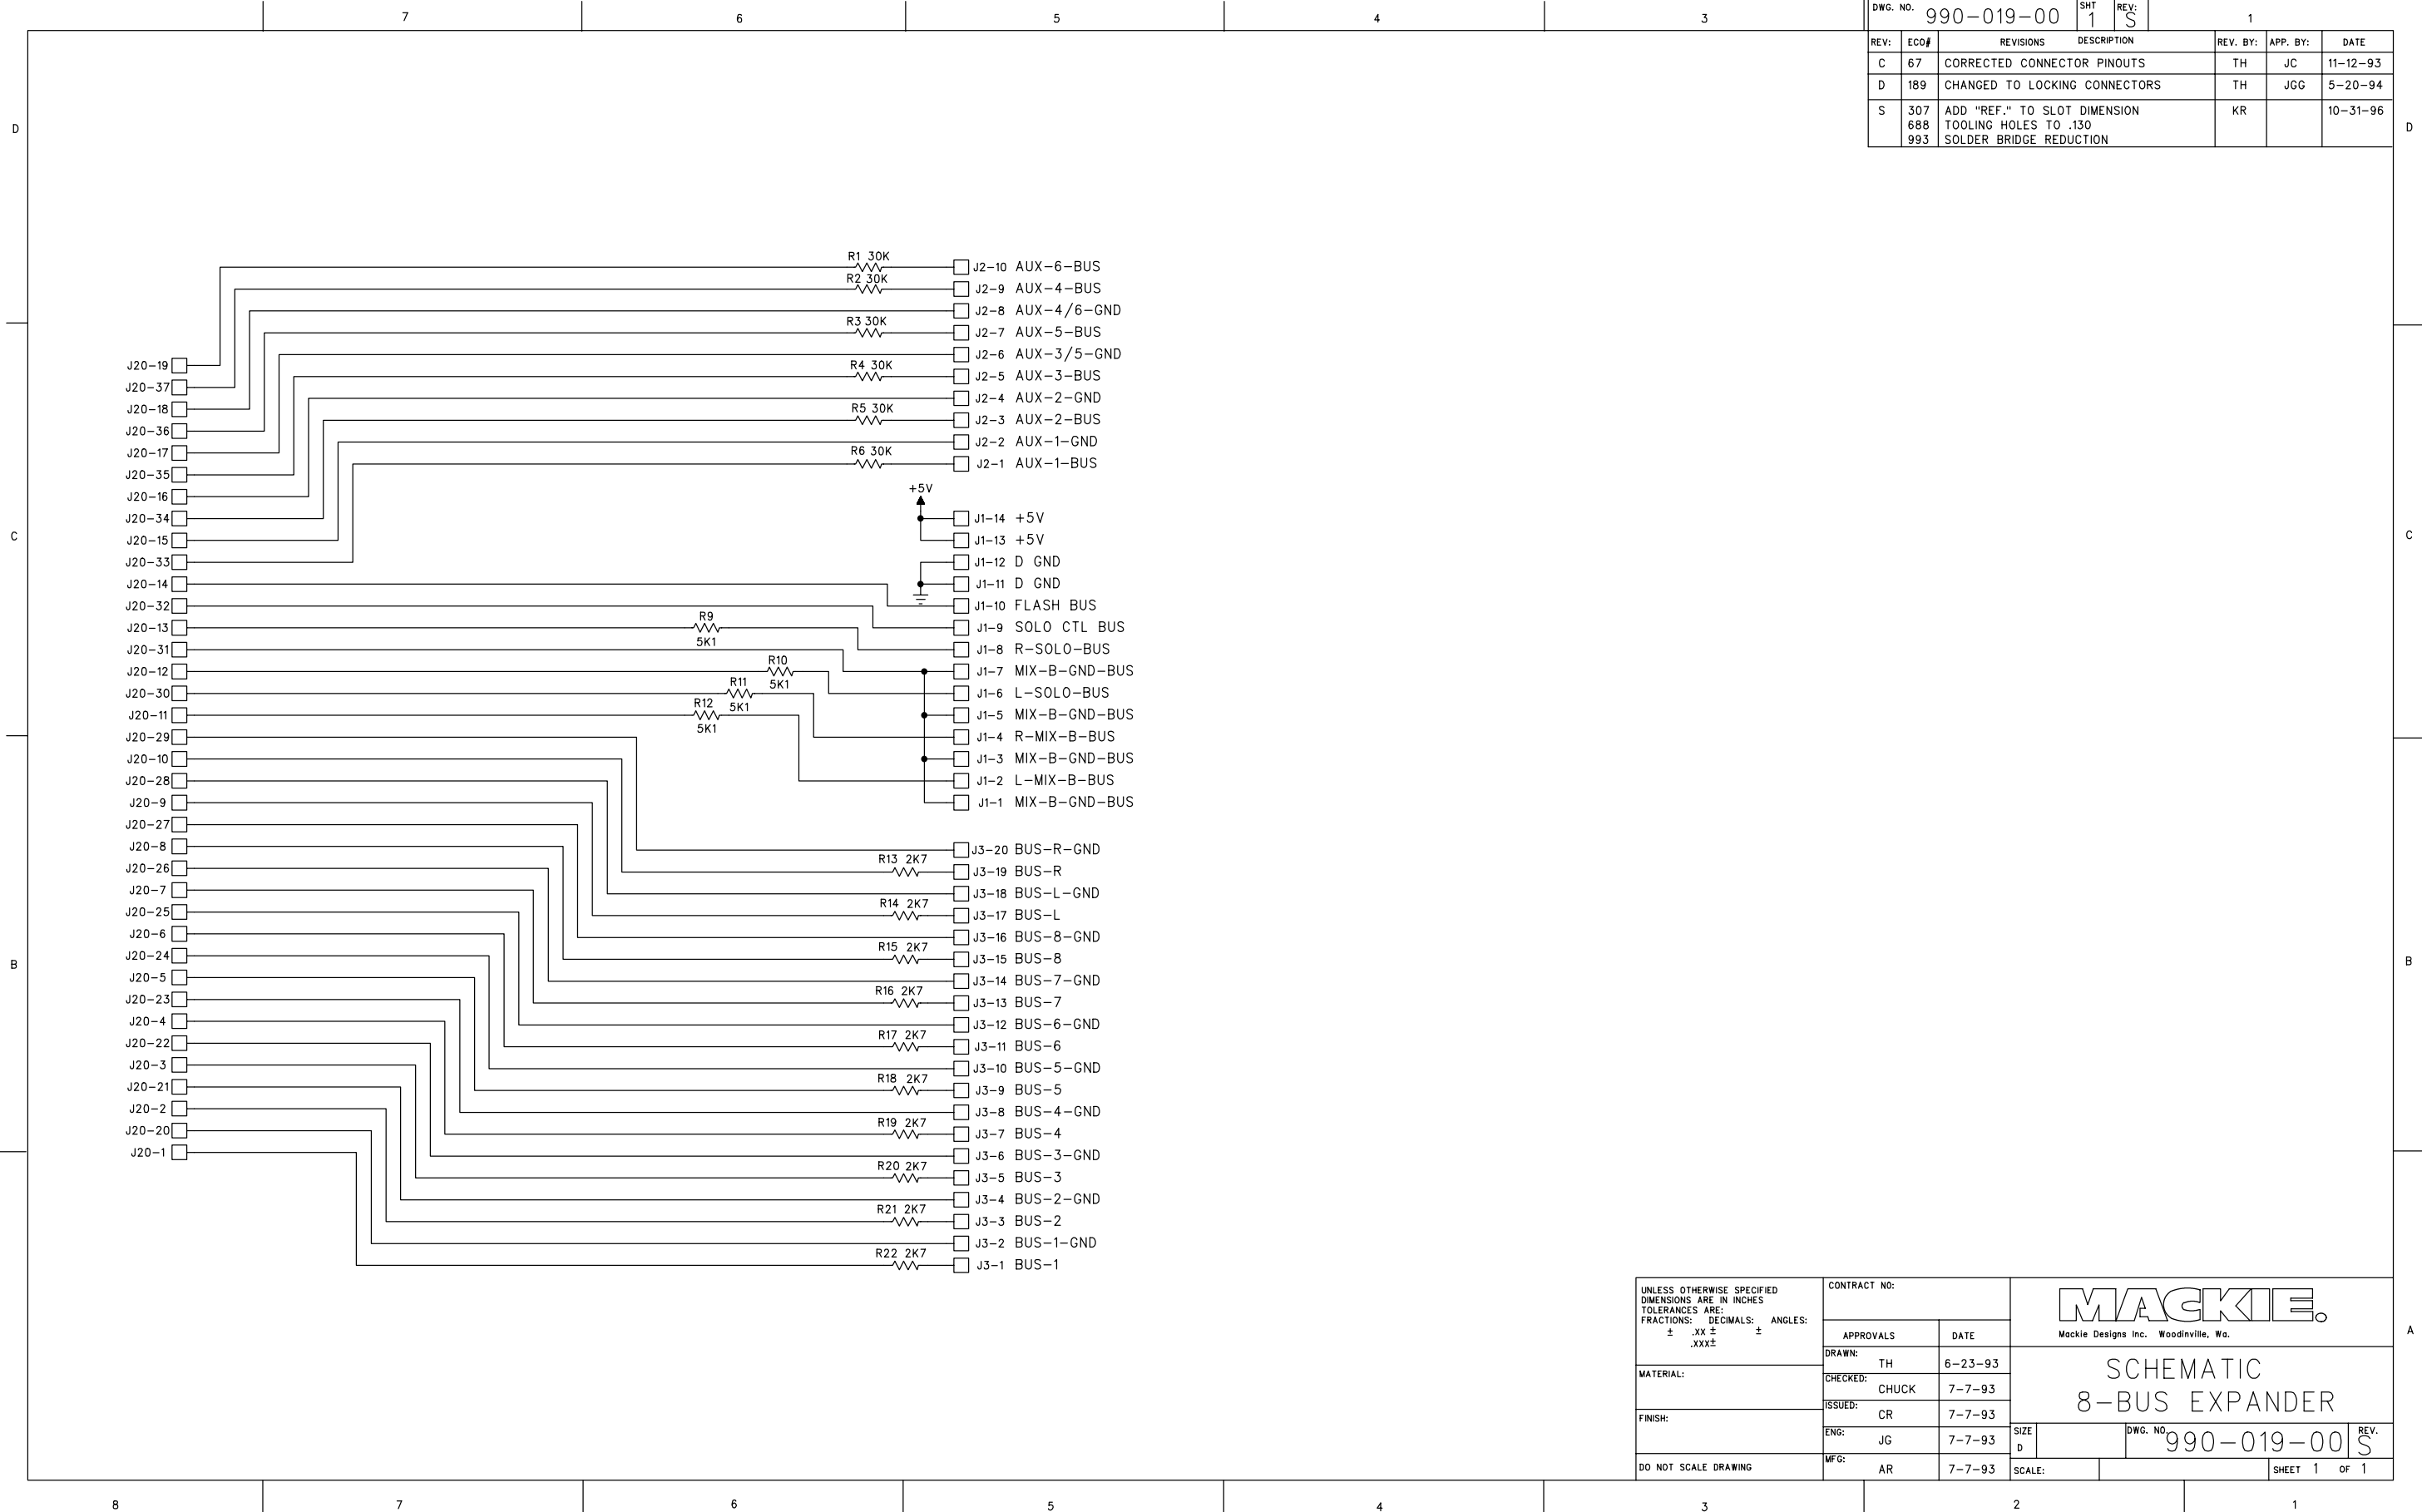 7 6 5 4 3 1
DWG. NO. 990-019-00 SHT 1 REV: S
REV: ECO# REVISIONS DESCRIPTION REV. BY: APP. BY: DATE
C 67 CORRECTED CONNECTOR PINOUTS TH JC 11-12-93
D 189 CHANGED TO LOCKING CONNECTORS TH JGG 5-20-94
S 307 ADD "REF." TO SLOT DIMENSION KR 10-31-96
688 TOOLING HOLES TO .130
993 SOLDER BRIDGE REDUCTION
D D
C C
B B
A
J20-19
J20-37
J20-18
J20-36
J20-17
J20-35
J20-16
J20-34
J20-15
J20-33
J20-14
J20-32
J20-13
J20-31
J20-12
J20-30
J20-11
J20-29
J20-10
J20-28
J20-9
J20-27
J20-8
J20-26
J20-7
J20-25
J20-6
J20-24
J20-5
J20-23
J20-4
J20-22
J20-3
J20-21
J20-2
J20-20
J20-1
R1 30K
R2 30K
R3 30K
R4 30K
R5 30K
R6 30K
J2-10 AUX-6-BUS
J2-9 AUX-4-BUS
J2-8 AUX-4/6-GND
J2-7 AUX-5-BUS
J2-6 AUX-3/5-GND
J2-5 AUX-3-BUS
J2-4 AUX-2-GND
J2-3 AUX-2-BUS
J2-2 AUX-1-GND
J2-1 AUX-1-BUS
+5V
R9
5K1
R10
5K1
R11
5K1
R12
5K1
J1-14 +5V
J1-13 +5V
J1-12 D GND
J1-11 D GND
J1-10 FLASH BUS
J1-9 SOLO CTL BUS
J1-8 R-SOLO-BUS
J1-7 MIX-B-GND-BUS
J1-6 L-SOLO-BUS
J1-5 MIX-B-GND-BUS
J1-4 R-MIX-B-BUS
J1-3 MIX-B-GND-BUS
J1-2 L-MIX-B-BUS
J1-1 MIX-B-GND-BUS
R13 2K7
R14 2K7
R15 2K7
R16 2K7
R17 2K7
R18 2K7
R19 2K7
R20 2K7
R21 2K7
R22 2K7
J3-20 BUS-R-GND
J3-19 BUS-R
J3-18 BUS-L-GND
J3-17 BUS-L
J3-16 BUS-8-GND
J3-15 BUS-8
J3-14 BUS-7-GND
J3-13 BUS-7
J3-12 BUS-6-GND
J3-11 BUS-6
J3-10 BUS-5-GND
J3-9 BUS-5
J3-8 BUS-4-GND
J3-7 BUS-4
J3-6 BUS-3-GND
J3-5 BUS-3
J3-4 BUS-2-GND
J3-3 BUS-2
J3-2 BUS-1-GND
J3-1 BUS-1
UNLESS OTHERWISE SPECIFIED
DIMENSIONS ARE IN INCHES
TOLERANCES ARE:
FRACTIONS: DECIMALS: ANGLES:
± .XX ± ±
.XXX±
MATERIAL:
FINISH:
DO NOT SCALE DRAWING
CONTRACT NO:
APPROVALS DATE
DRAWN: TH 6-23-93
CHECKED: CHUCK 7-7-93
ISSUED: CR 7-7-93
ENG: JG 7-7-93
MFG: AR 7-7-93
MACKIE.
Mackie Designs Inc. Woodinville, Wa.
SCHEMATIC
8-BUS EXPANDER
SIZE D DWG. NO. 990-019-00 REV. S
SCALE: SHEET 1 OF 1
8 7 6 5 4 3 2 1